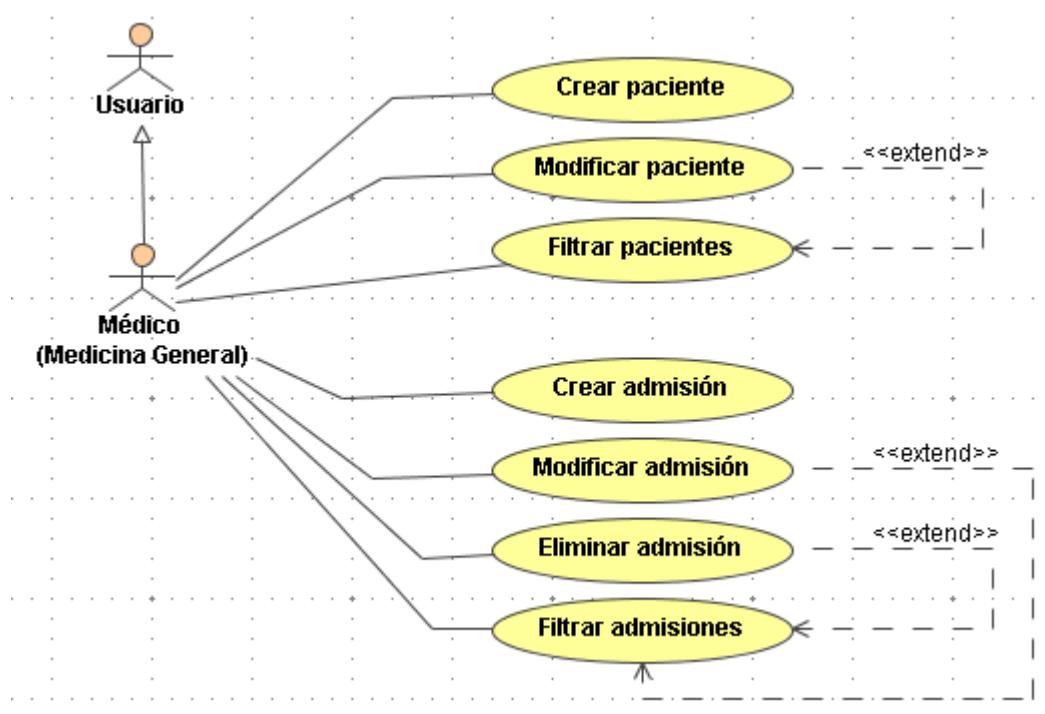 Usuario
Crear paciente
Modificar paciente
<<extend>>
Filtrar pacientes
Médico
(Medicina General)
Crear admisión
Modificar admisión
<<extend>>
Eliminar admisión
<<extend>>
Filtrar admisiones